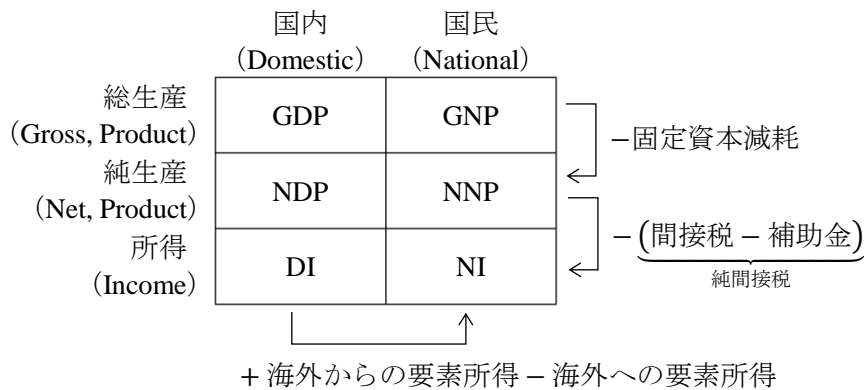 国内
(Domestic)
国民
(National)
総生産
(Gross, Product)
GDP
GNP
−固定資本減耗
純生産
(Net, Product)
NDP
NNP
−(間接税 − 補助金)
純間接税
所得
(Income)
DI
NI
+ 海外からの要素所得 − 海外への要素所得